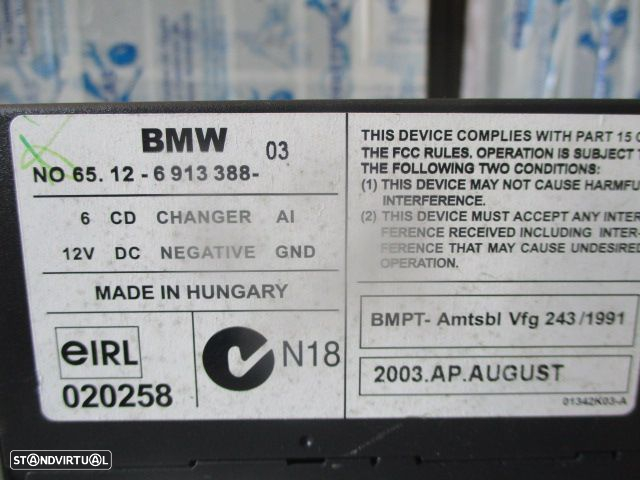 BMW 03
NO 65. 12 - 6 913 388-
6 CD CHANGER AI
12V DC NEGATIVE GND
MADE IN HUNGARY
eIRL
020258
N18
THIS DEVICE COMPLIES WITH PART 15
THE FCC RULES. OPERATION IS SUBJECT
THE FOLLOWING TWO CONDITIONS:
(1) THIS DEVICE MAY NOT CAUSE HARMFU
INTERFERENCE.
(2) THIS DEVICE MUST ACCEPT ANY INTER
FERENCE RECEIVED INCLUDING INTER-
FERENCE THAT MAY CAUSE UNDESIRED
OPERATION.
BMPT- Amtsbl Vfg 243/1991
2003.AP.AUGUST
01342K03-A
STANDVIRTUAL